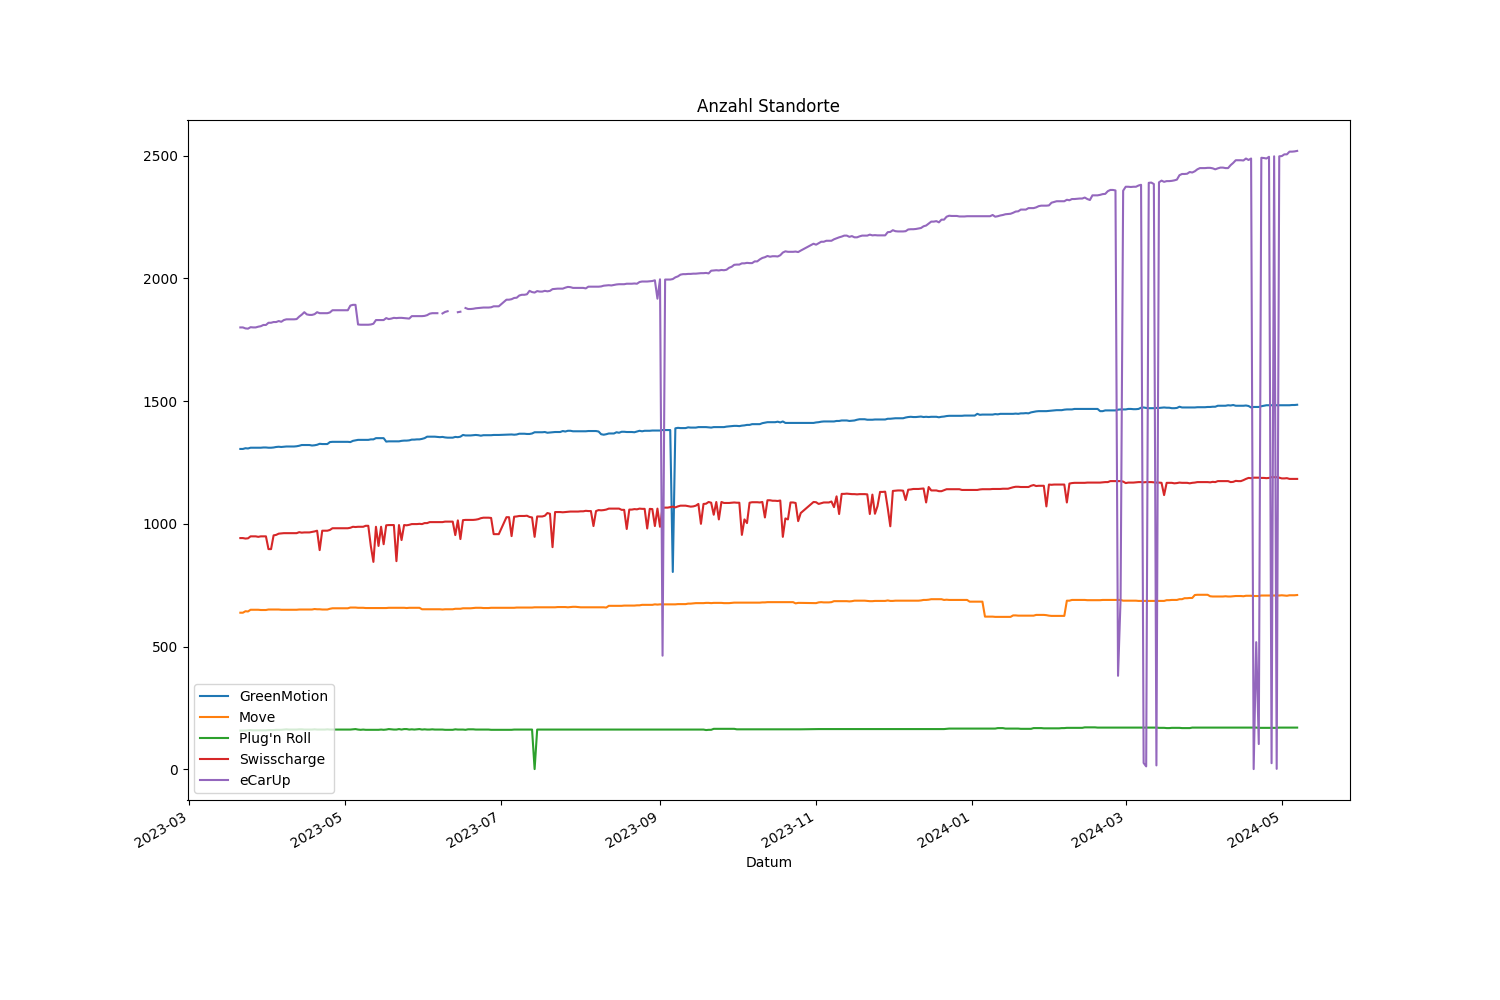 Anzahl Standorte
2500
2000
1500
1000
500
0
GreenMotion
Move
Plug'n Roll
Swisscharge
eCarUp
2023-03
2023-05
2023-07
2023-09
2023-11
2024-01
2024-03
2024-05
Datum